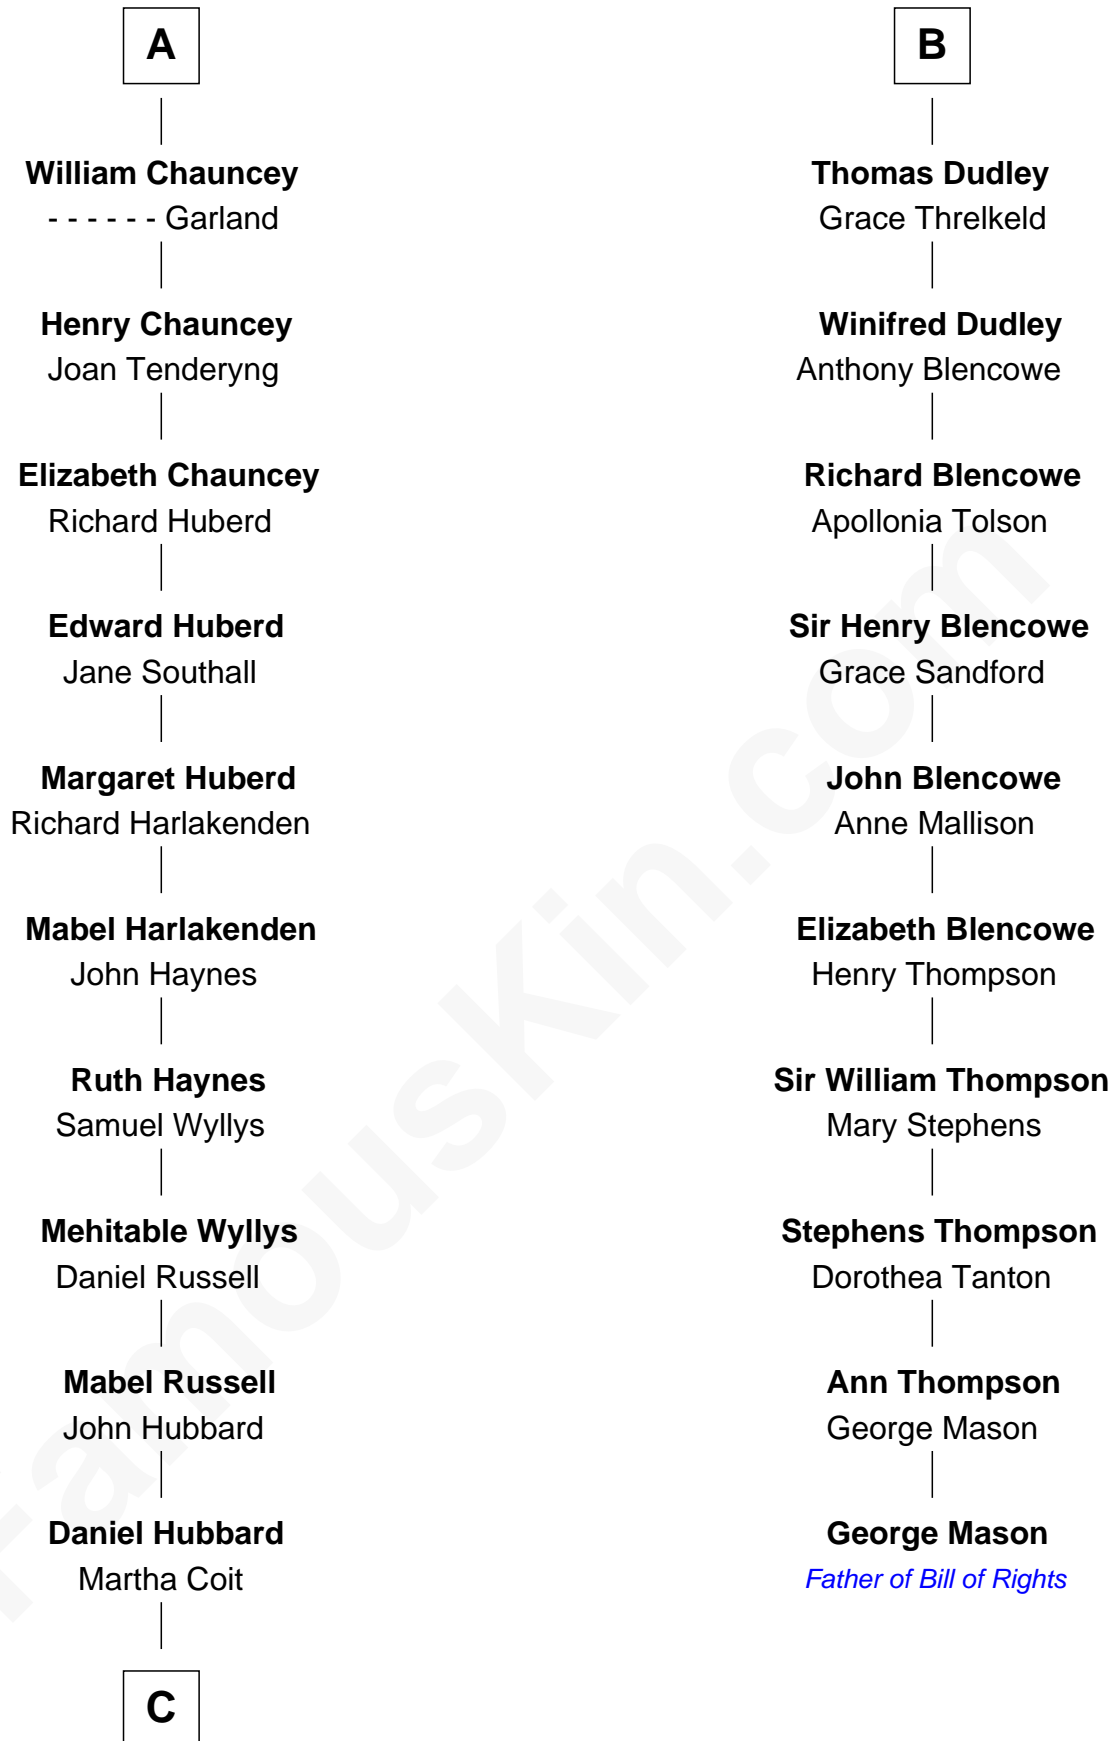 A
William Chauncey
- - - - - - Garland
Henry Chauncey
Joan Tenderyng
Elizabeth Chauncey
Richard Huberd
Edward Huberd
Jane Southall
Margaret Huberd
Richard Harlakenden
Mabel Harlakenden
John Haynes
Ruth Haynes
Samuel Wyllys
Mehitable Wyllys
Daniel Russell
Mabel Russell
John Hubbard
Daniel Hubbard
Martha Coit
C
B
Thomas Dudley
Grace Threlkeld
Winifred Dudley
Anthony Blencowe
Richard Blencowe
Apollonia Tolson
Sir Henry Blencowe
Grace Sandford
John Blencowe
Anne Mallison
Elizabeth Blencowe
Henry Thompson
Sir William Thompson
Mary Stephens
Stephens Thompson
Dorothea Tanton
Ann Thompson
George Mason
George Mason
Father of Bill of Rights
FamousKin.com